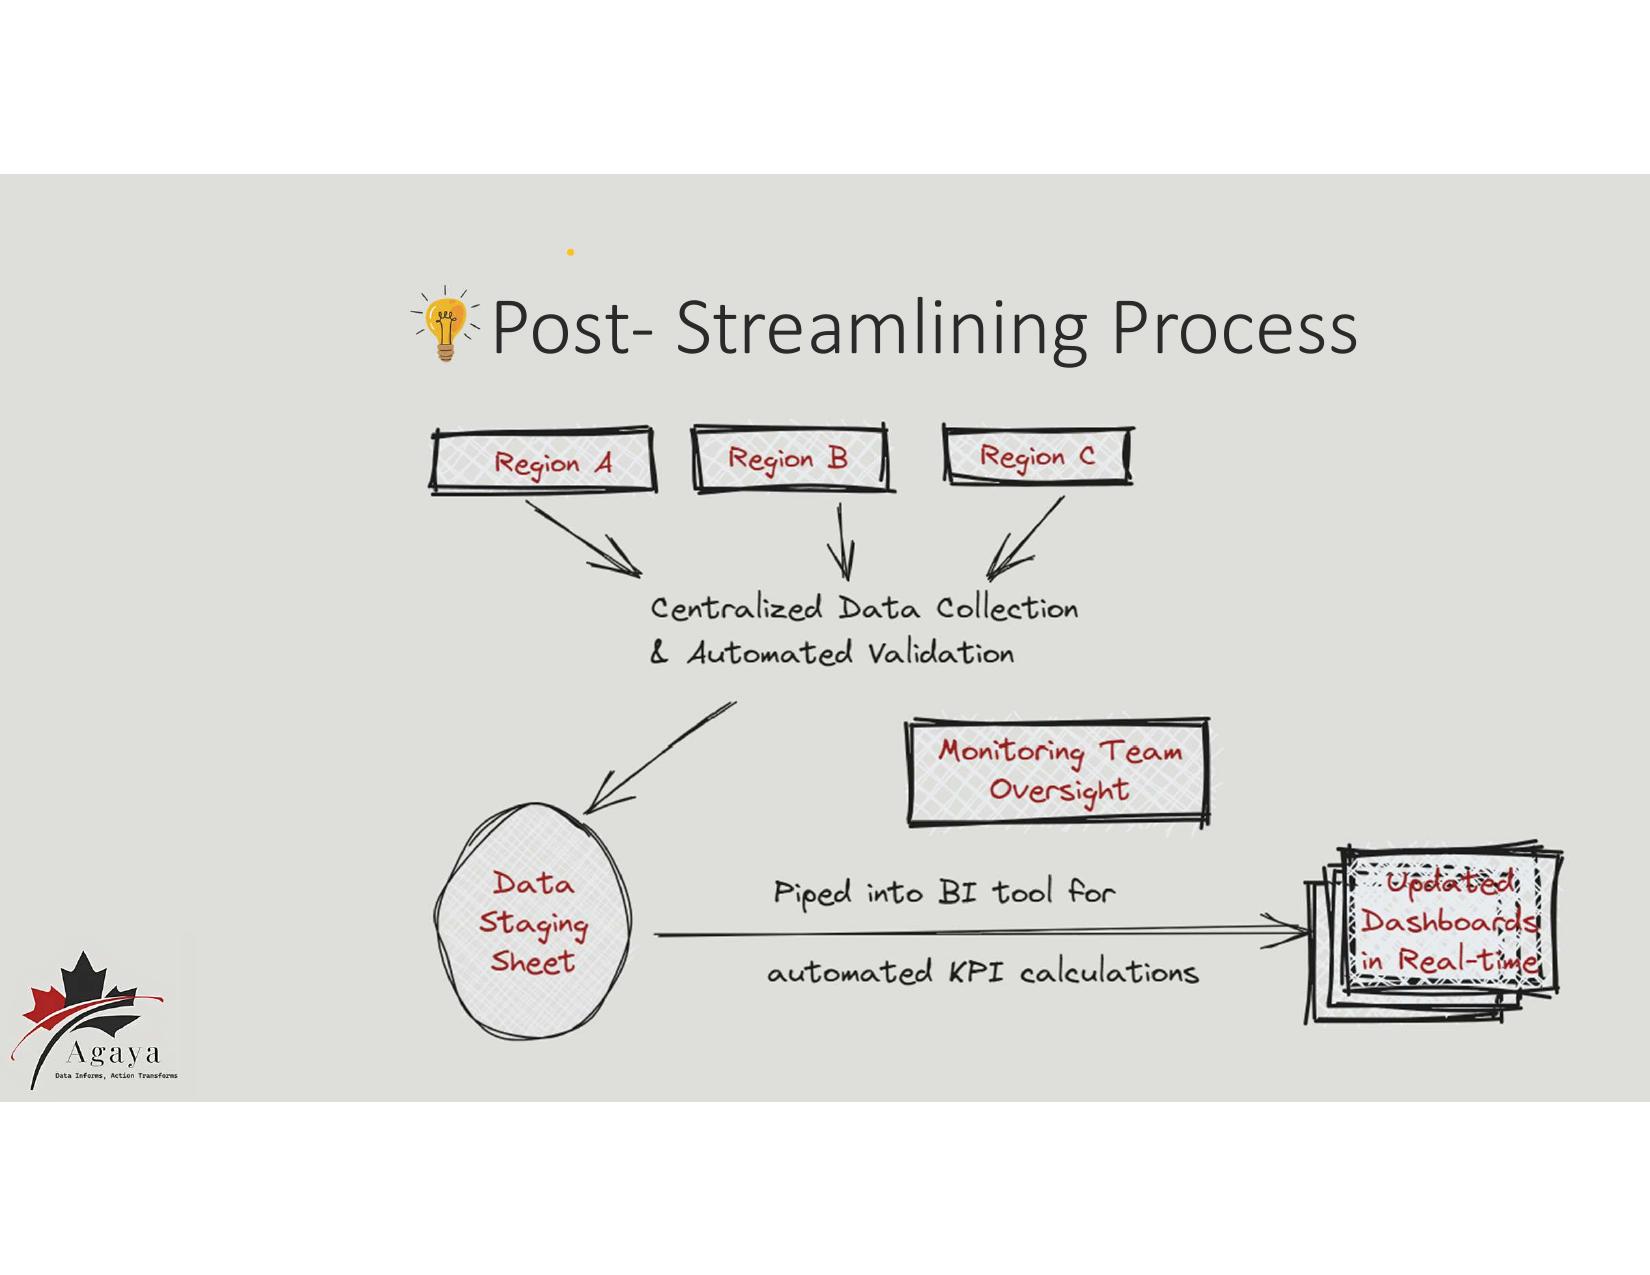 Post- Streamlining Process
Region A
Region B
Region C
Centralized Data Collection
& Automated Validation
Monitoring Team
Oversight
Data
Staging
Sheet
Piped into BI tool for
automated KPI calculations
Updated
Dashboards
in Real-time
Agaya
Data Informs, Action Transforms